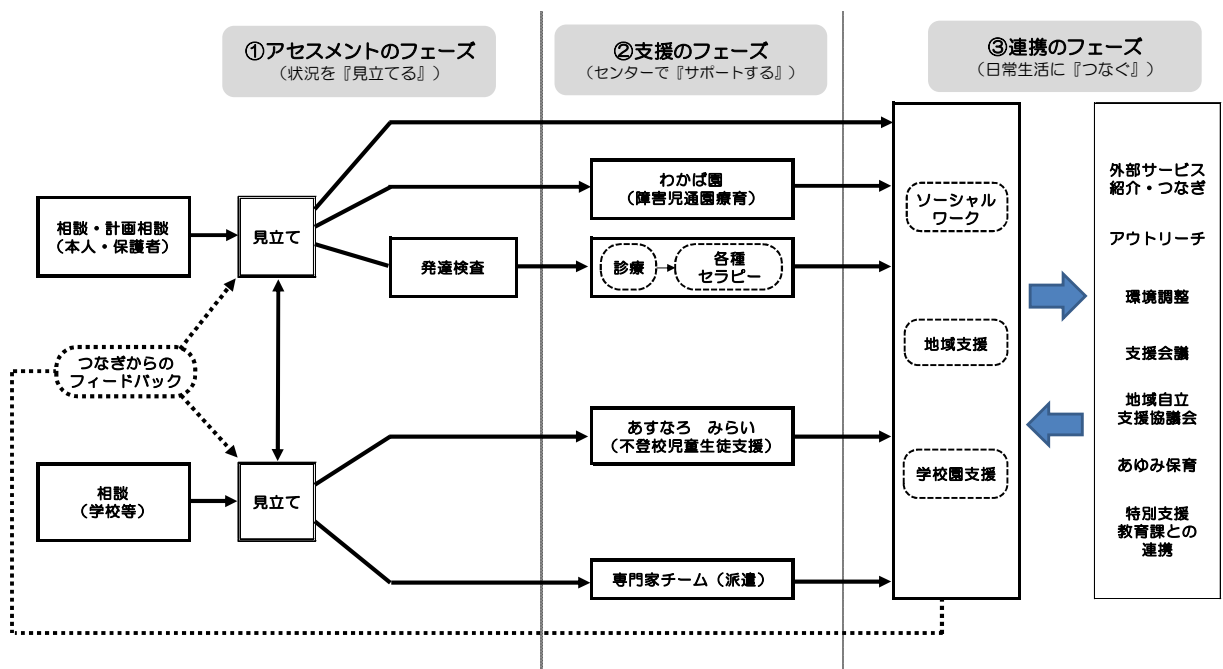 ①アセスメントのフェーズ
（状況を『見立てる』）
②支援のフェーズ
（センターで『サポートする』）
③連携のフェーズ
（日常生活に『つなぐ』）
相談・計画相談
（本人・保護者）
見立て
発達検査
わかば園
（障害児通園療育）
診療
各種
セラピー
つなぎからの
フィードバック
相談
（学校等）
見立て
あすなろ　みらい
（不登校児童生徒支援）
専門家チーム（派遣）
ソーシャル
ワーク
地域支援
学校園支援
外部サービス
紹介・つなぎ
アウトリーチ
環境調整
支援会議
地域自立
支援協議会
あゆみ保育
特別支援
教育課との
連携